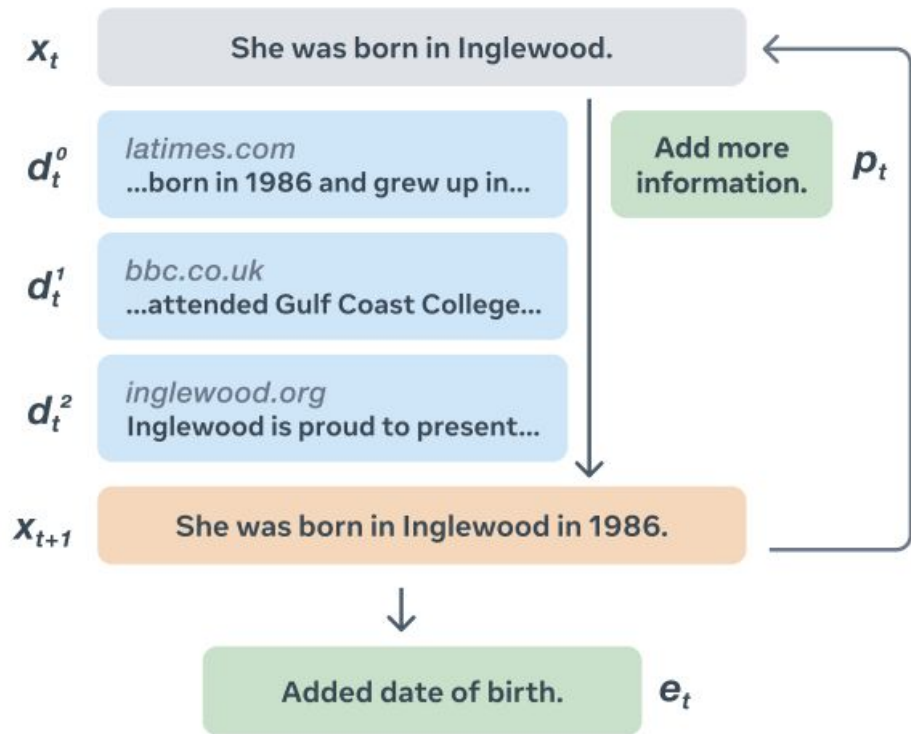 x_t
She was born in Inglewood.
d_t^0
latimes.com
...born in 1986 and grew up in...
Add more
information.
p_t
d_t^1
bbc.co.uk
...attended Gulf Coast College...
d_t^2
inglewood.org
Inglewood is proud to present...
x_{t+1}
She was born in Inglewood in 1986.
Added date of birth.
e_t